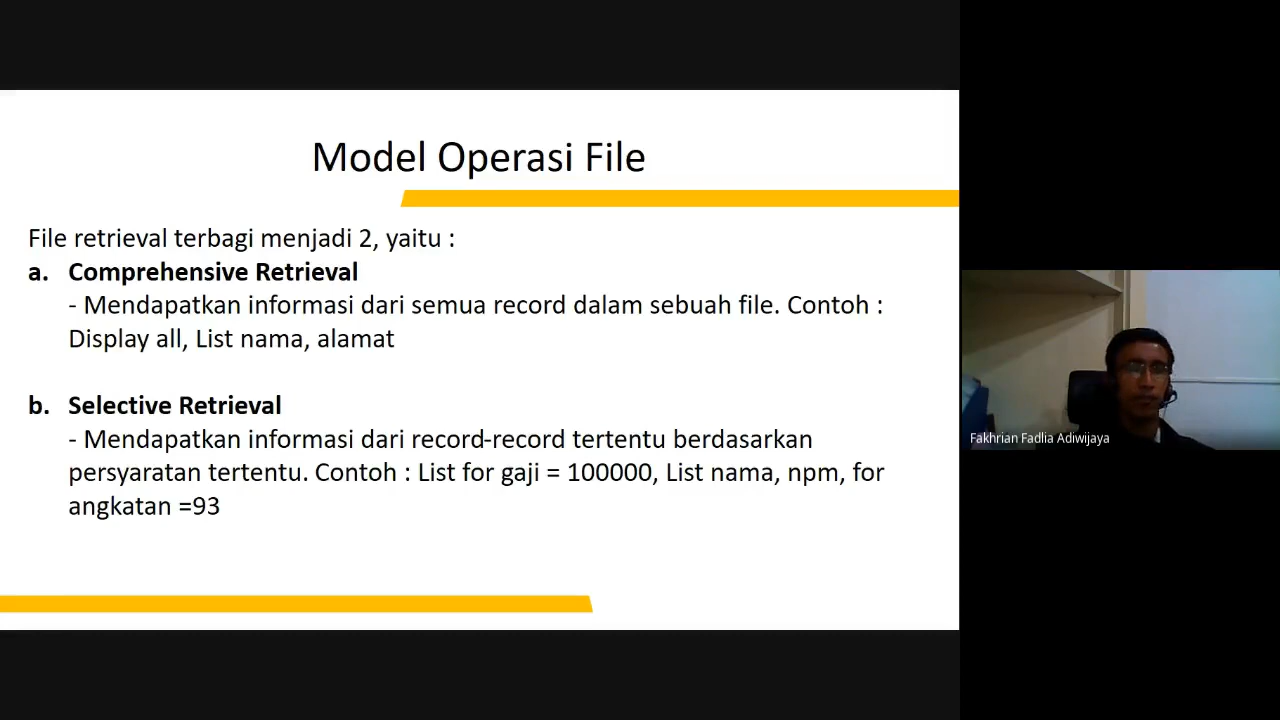 Model Operasi File
File retrieval terbagi menjadi 2, yaitu :
a. Comprehensive Retrieval
- Mendapatkan informasi dari semua record dalam sebuah file. Contoh :
Display all, List nama, alamat
b. Selective Retrieval
- Mendapatkan informasi dari record-record tertentu berdasarkan
persyaratan tertentu. Contoh : List for gaji = 100000, List nama, npm, for
angkatan =93
Fakhrian Fadlia Adiwijaya